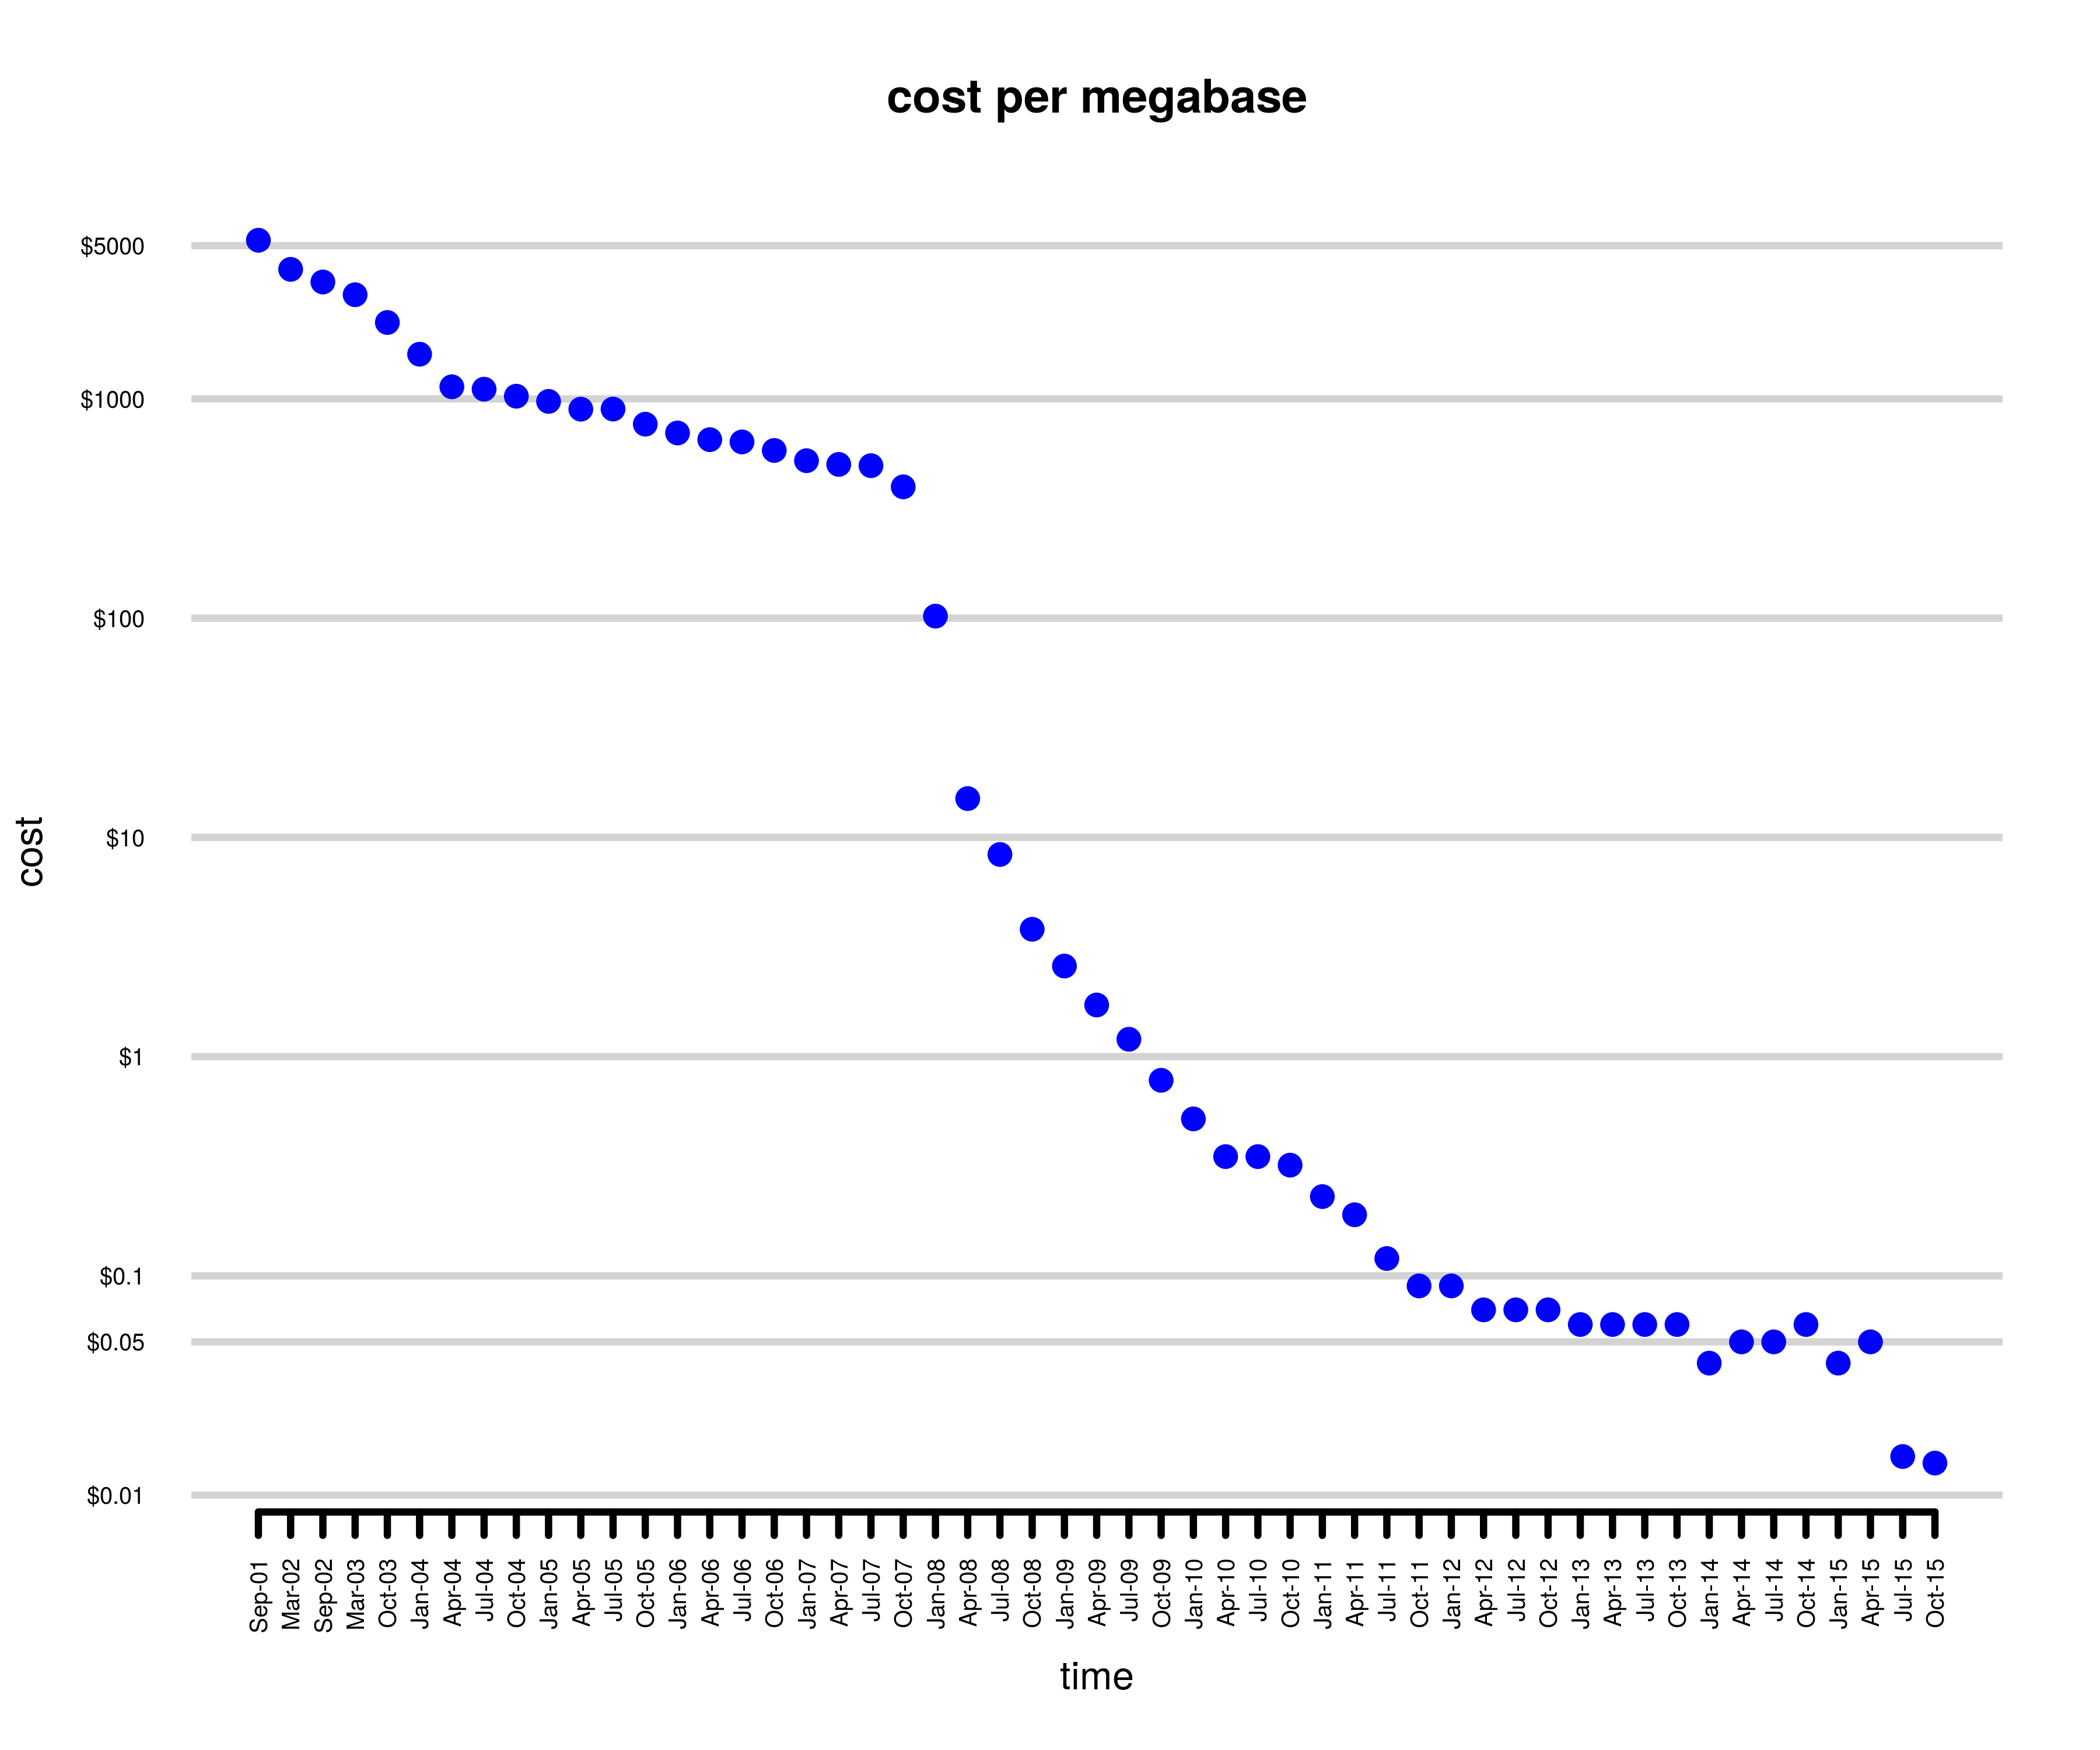 cost per megabase
cost
$5000
$1000
$100
$10
$1
$0.1
$0.05
$0.01
Sep-01
Mar-02
Sep-02
Mar-03
Oct-03
Jan-04
Apr-04
Jul-04
Oct-04
Jan-05
Apr-05
Jul-05
Oct-05
Jan-06
Apr-06
Jul-06
Oct-06
Jan-07
Apr-07
Jul-07
Oct-07
Jan-08
Apr-08
Jul-08
Oct-08
Jan-09
Apr-09
Jul-09
Oct-09
Jan-10
Apr-10
Jul-10
Oct-10
Jan-11
Apr-11
Jul-11
Oct-11
Jan-12
Apr-12
Jul-12
Oct-12
Jan-13
Apr-13
Jul-13
Oct-13
Jan-14
Apr-14
Jul-14
Oct-14
Jan-15
Apr-15
Jul-15
Oct-15
time